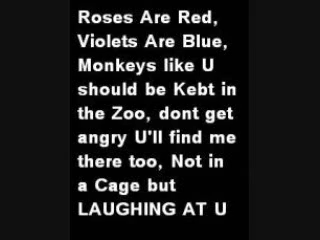 Roses Are Red,
Violets Are Blue,
Monkeys like U
should be Kebt in
the Zoo, dont get
angry U'll find me
there too, Not in
a Cage but
LAUGHING AT U